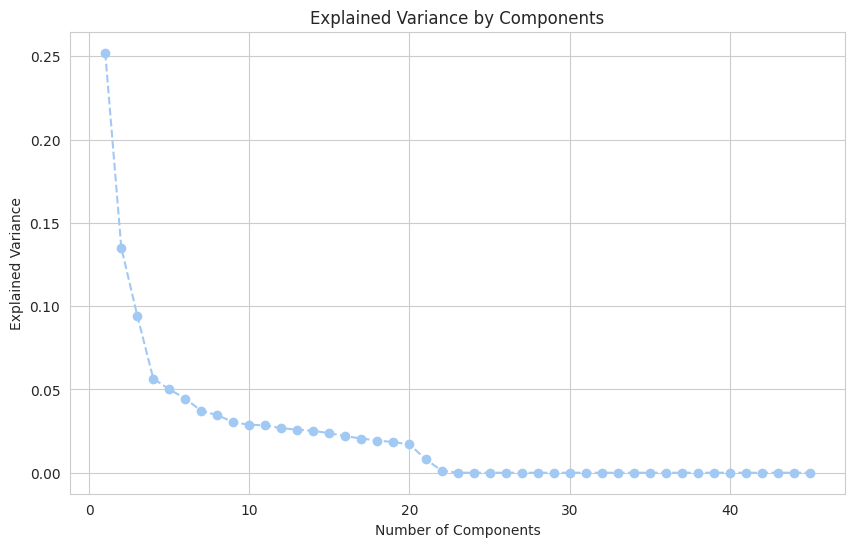 Explained Variance by Components
0.25
0.20
0.15
0.10
0.05
0.00
Explained Variance
0 10 20 30 40
Number of Components